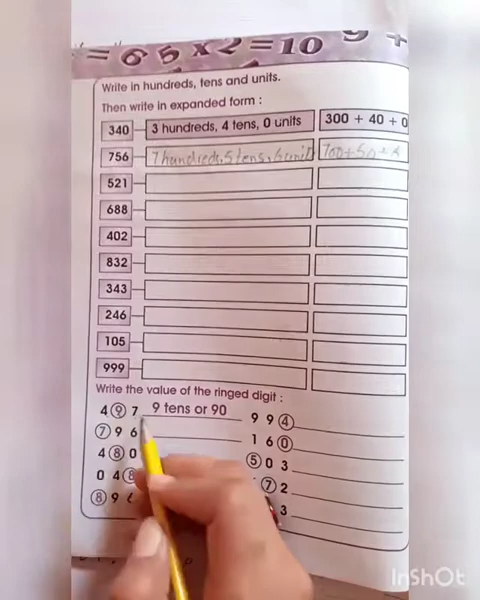 = 6 5 x 2 = 10 9 +
Write in hundreds, tens and units.
Then write in expanded form :
340 3 hundreds, 4 tens, 0 units 300 + 40 + 0
756 7 hundreds, 5 tens, 6 units 700 + 50 + 6
521
688
402
832
343
246
105
999
Write the value of the ringed digit :
4 9 7 9 tens or 90 9 9 4
7 9 6 1 6 0
4 8 0 5 0 3
0 4 8 7 2
8 9 3
InShOt